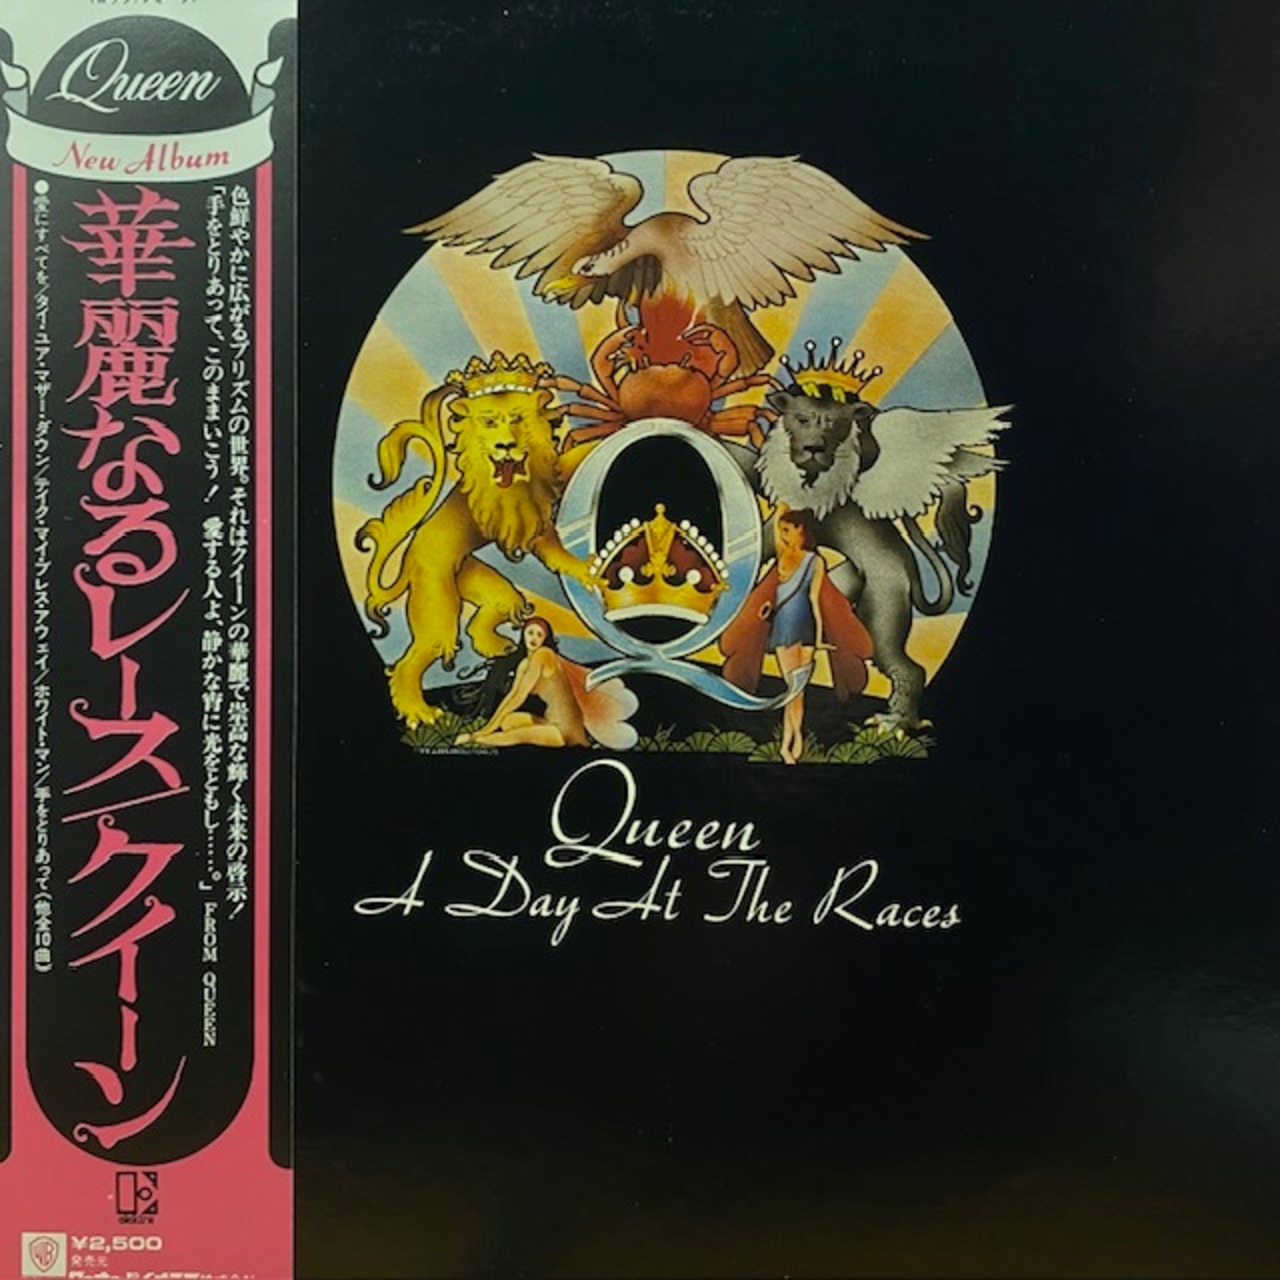 Queen
New Album
色鮮やかに広がるプリズムの世界。それはクイーンの華麗で崇高な輝く未来の啓示！
「手をとりあって、このままいこう！ 愛する人よ、静かな宵に光をともし……。」FROM QUEEN
華麗なるレース／クイーン
●愛にすべてを／タイ・ユア・マザー・ダウン／テイク・マイ・ブレス・アウェイ／ホワイト・マン／手をとりあって（他全10曲）
¥2,500
発売元
Queen
A Day At The Races